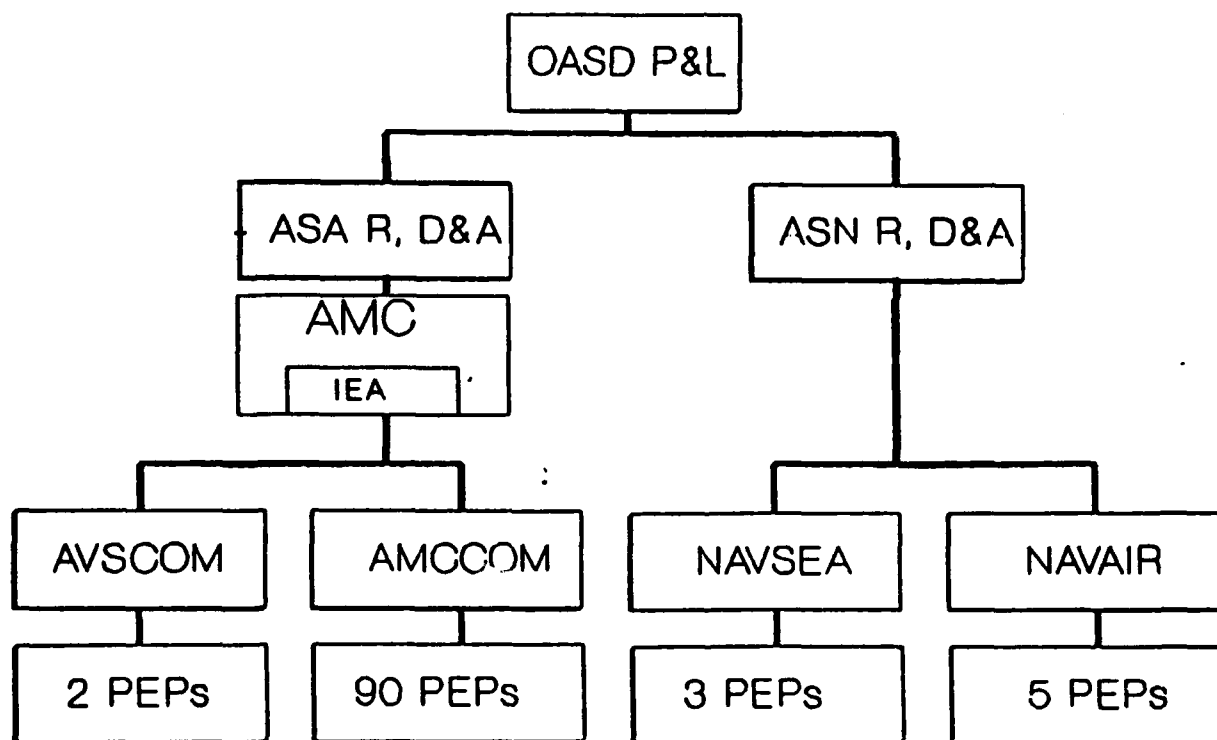 OASD P&L
ASA R, D&A
ASN R, D&A
AMC
IEA
AVSCOM
AMCCOM
NAVSEA
NAVAIR
2 PEPs
90 PEPs
3 PEPs
5 PEPs